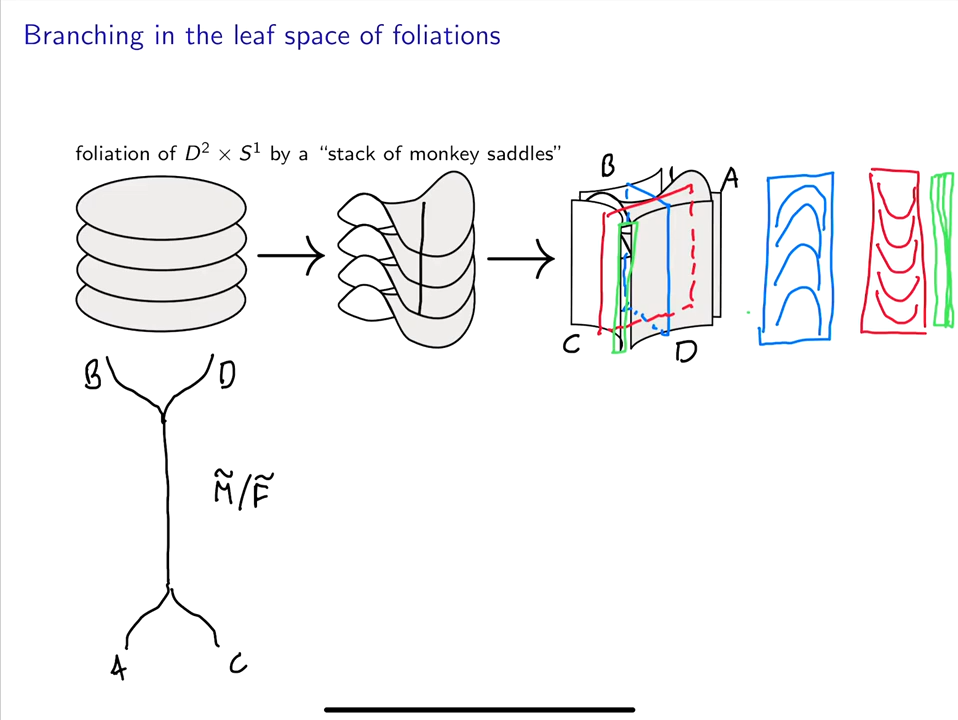 Branching in the leaf space of foliations
foliation of D² × S¹ by a “stack of monkey saddles”
B
A
C
D
B
D
M̃/F̃
A
C